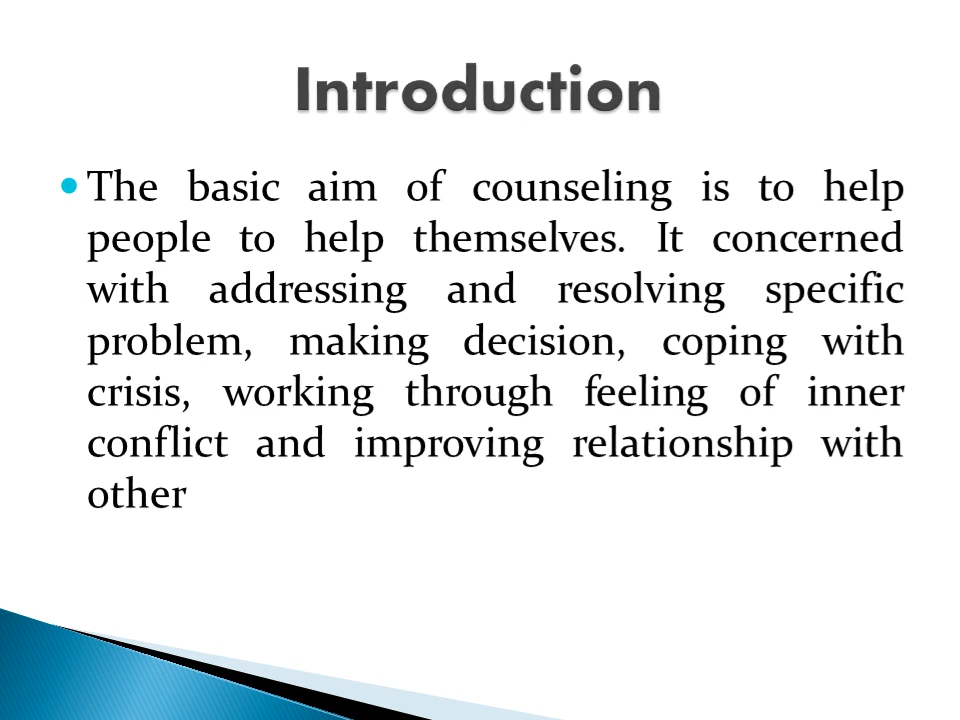 Introduction
• The basic aim of counseling is to help
people to help themselves. It concerned
with addressing and resolving specific
problem, making decision, coping with
crisis, working through feeling of inner
conflict and improving relationship with
other